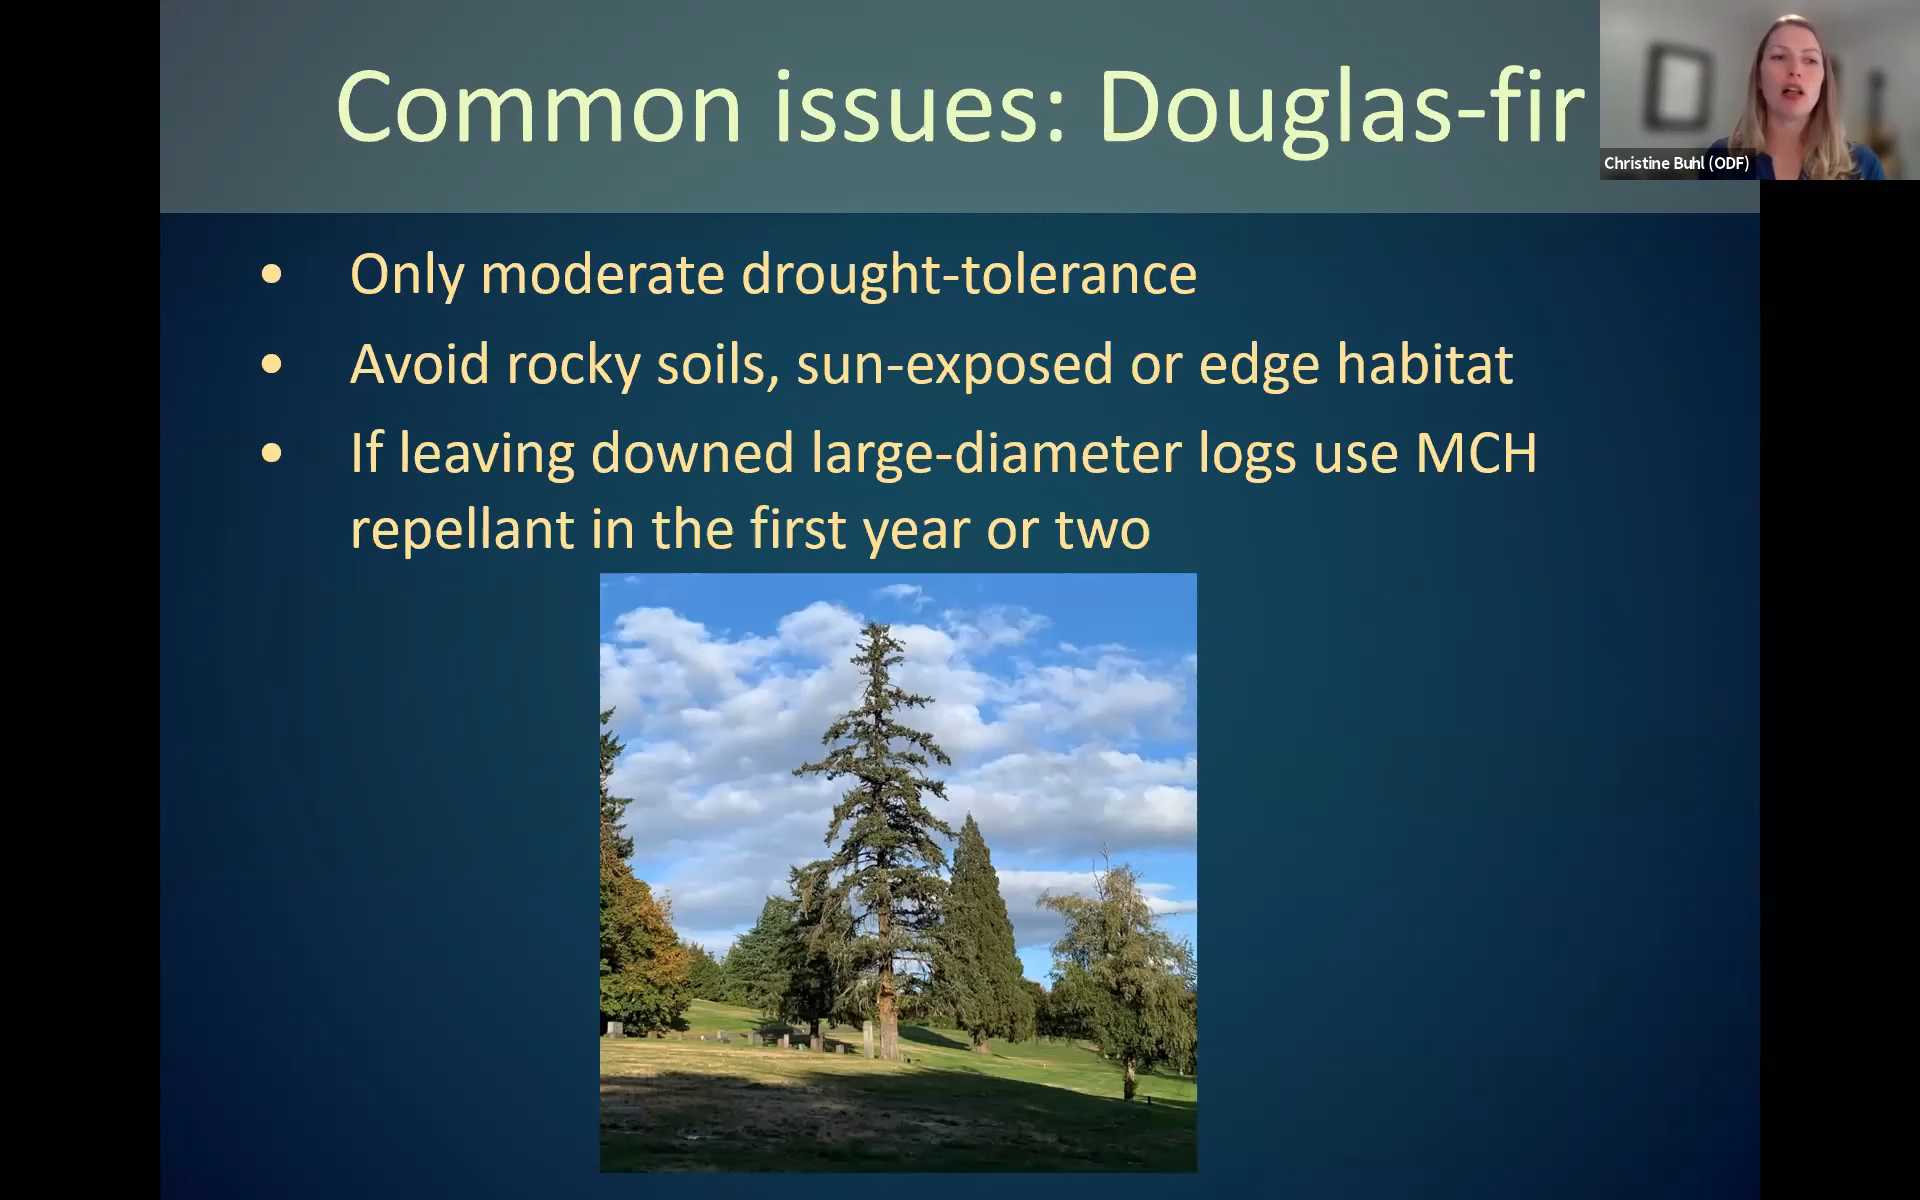 Common issues: Douglas-fir
Christine Buhl (ODF)
• Only moderate drought-tolerance
• Avoid rocky soils, sun-exposed or edge habitat
• If leaving downed large-diameter logs use MCH
repellant in the first year or two